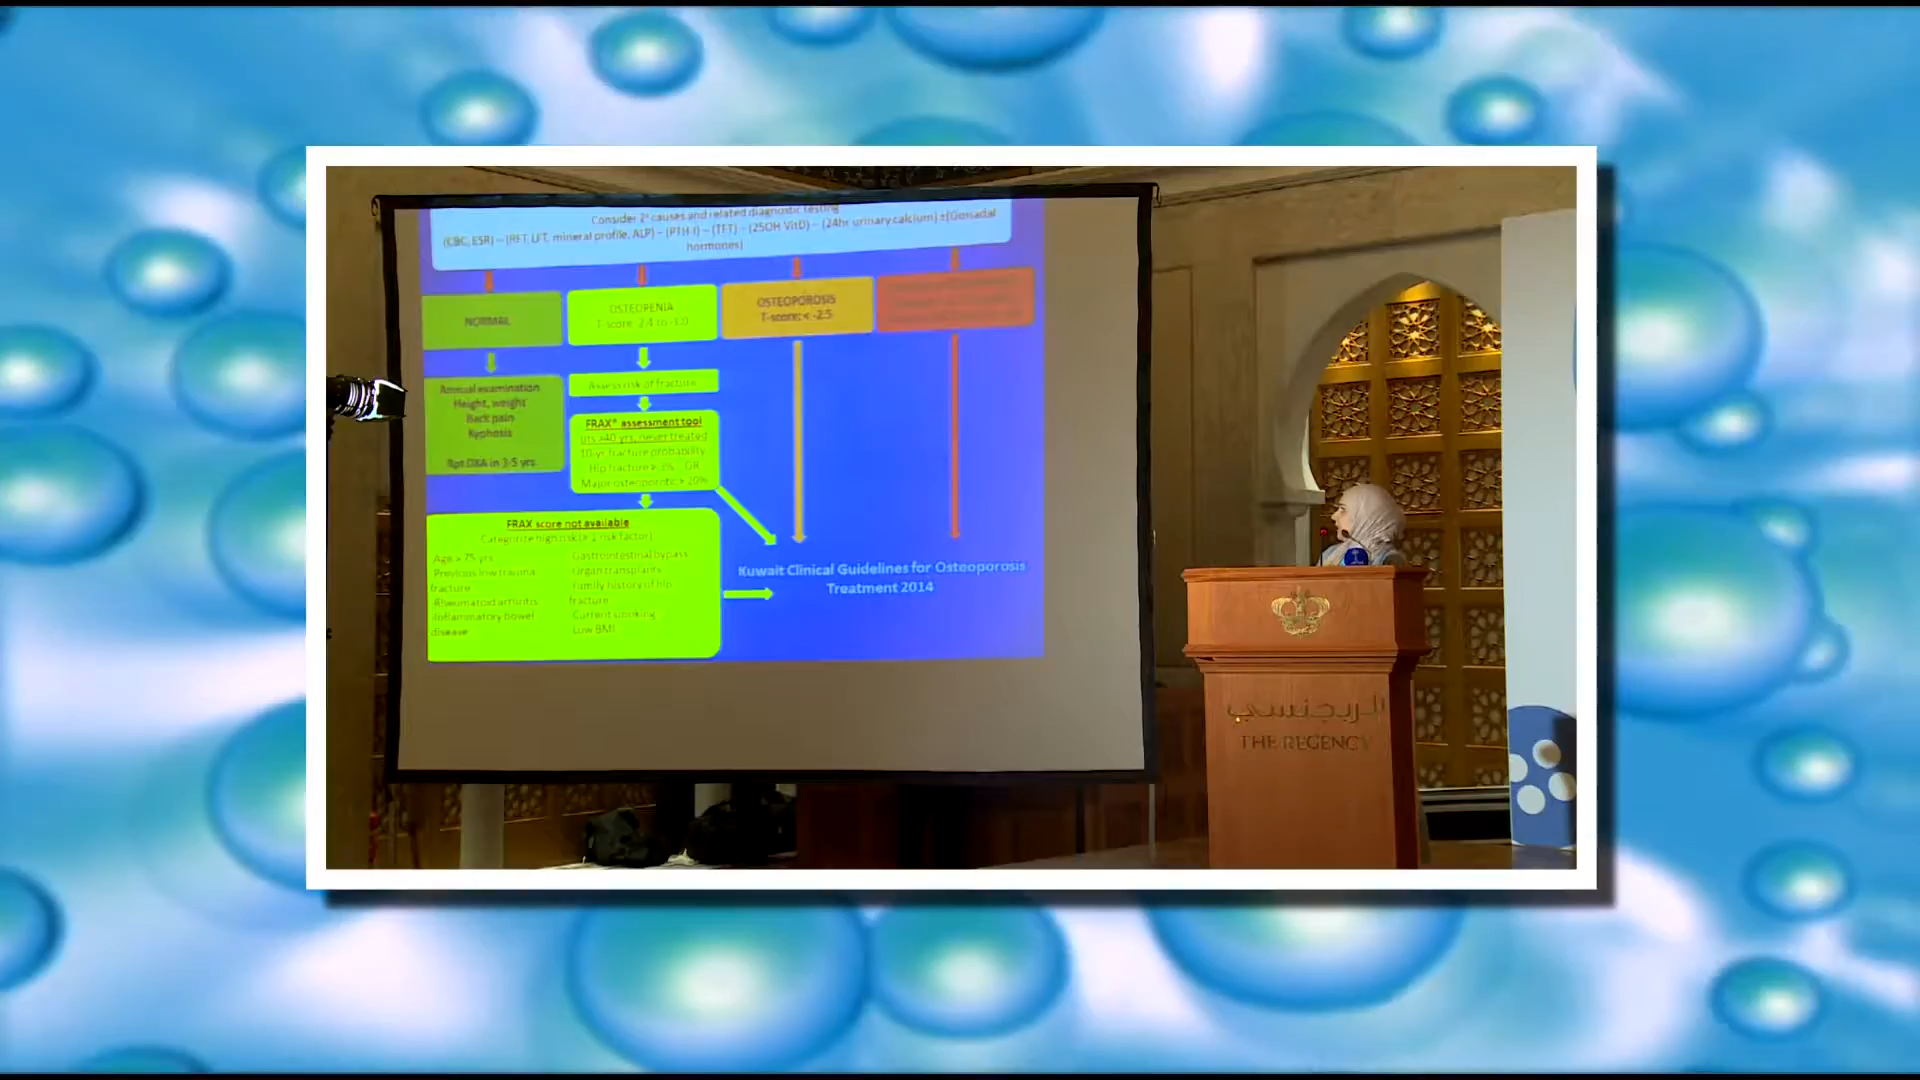 Consider 2° causes and related diagnostic testing
(CBC, ESR) – (RFT, LFT, mineral profile, ALP) – (PTH-I) – (TFT) – (25OH VitD) – (24hr urinary calcium) ±(Gonadal
hormones)
NORMAL
OSTEOPENIA
T-score: -2.4 to -1.0
OSTEOPOROSIS
T-score: < -2.5
Annual examination
Height, weight
Back pain
Kyphosis
Rpt DXA in 3-5 yrs
Assess risk of fracture
FRAX® assessment tool
pts >40 yrs, never treated
10-yr fracture probability
Hip fracture > 3% OR
Major osteoporotic > 20%
FRAX score not available
Categorize high risk (≥ 1 risk factor)
Age > 75 yrs
Previous low trauma
fracture
Rheumatoid arthritis
Inflammatory bowel
disease
Gastrointestinal bypass
Organ transplants
Family history of hip
fracture
Current smoking
Low BMI
Kuwait Clinical Guidelines for Osteoporosis
Treatment 2014
الريجنسي
THE REGENCY